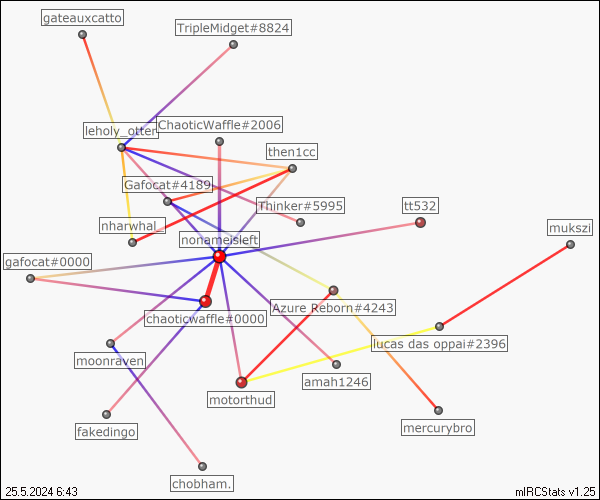 gateauxcatto
TripleMidget#8824
leholy_otter
ChaoticWaffle#2006
then1cc
Gafocat#4189
Thinker#5995
tt532
nharwhal_
nonameisleft
mukszi
gafocat#0000
chaoticwaffle#0000
Azure Reborn#4243
lucas das oppai#2396
moonraven
amah1246
motorthud
fakedingo
mercurybro
chobham.
25.5.2024 6:43
mIRCStats v1.25